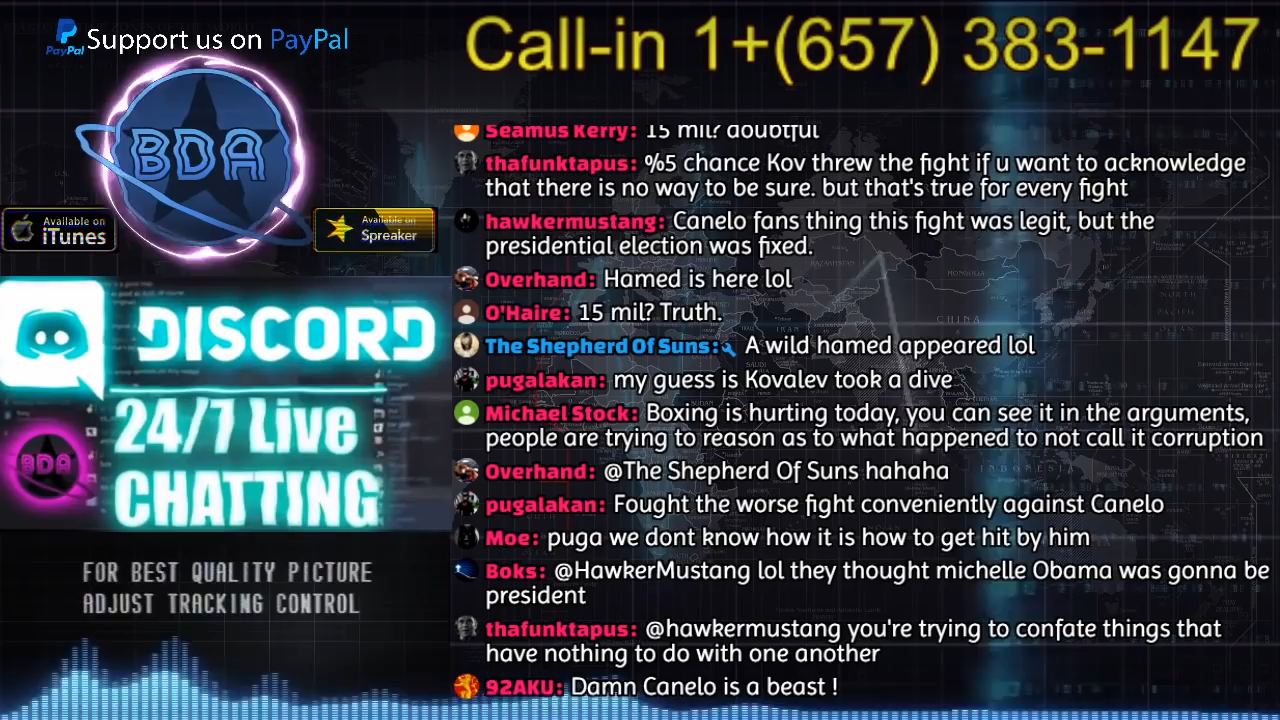 PayPal
Support us on PayPal
Call-in 1+(657) 383-1147
BDA
Available on
iTunes
Available on
Spreaker
DISCORD
24/7 Live
CHATTING
BDA
FOR BEST QUALITY PICTURE
ADJUST TRACKING CONTROL
Seamus Kerry: 15 mil? doubtful
thafunktapus: %5 chance Kov threw the fight if u want to acknowledge
that there is no way to be sure. but that's true for every fight
hawkermustang: Canelo fans thing this fight was legit, but the
presidential election was fixed.
Overhand: Hamed is here lol
O'Haire: 15 mil? Truth.
The Shepherd Of Suns: A wild hamed appeared lol
pugalakan: my guess is Kovalev took a dive
Michael Stock: Boxing is hurting today, you can see it in the arguments,
people are trying to reason as to what happened to not call it corruption
Overhand: @The Shepherd Of Suns hahaha
pugalakan: Fought the worse fight conveniently against Canelo
Moe: puga we dont know how it is how to get hit by him
Boks: @HawkerMustang lol they thought michelle Obama was gonna be
president
thafunktapus: @hawkermustang you're trying to confate things that
have nothing to do with one another
92AKU: Damn Canelo is a beast !
MONGOLIA
CHINA
IRAN
INDONESIA